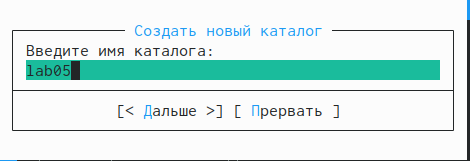 Создать новый каталог
Введите имя каталога:
lab05
[< Дальше >] [ Прервать ]